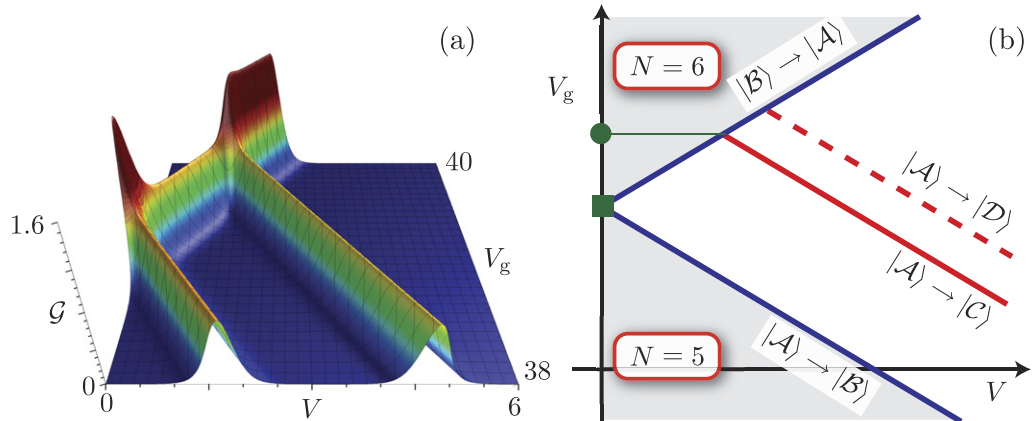 (a)
1.6
𝒢
0
0
V
6
38
V_g
40
(b)
V_g
N = 6
|ℬ⟩ → |𝒜⟩
|𝒜⟩ → |𝒟⟩
|𝒜⟩ → |𝒞⟩
N = 5
|𝒜⟩ → |ℬ⟩
V